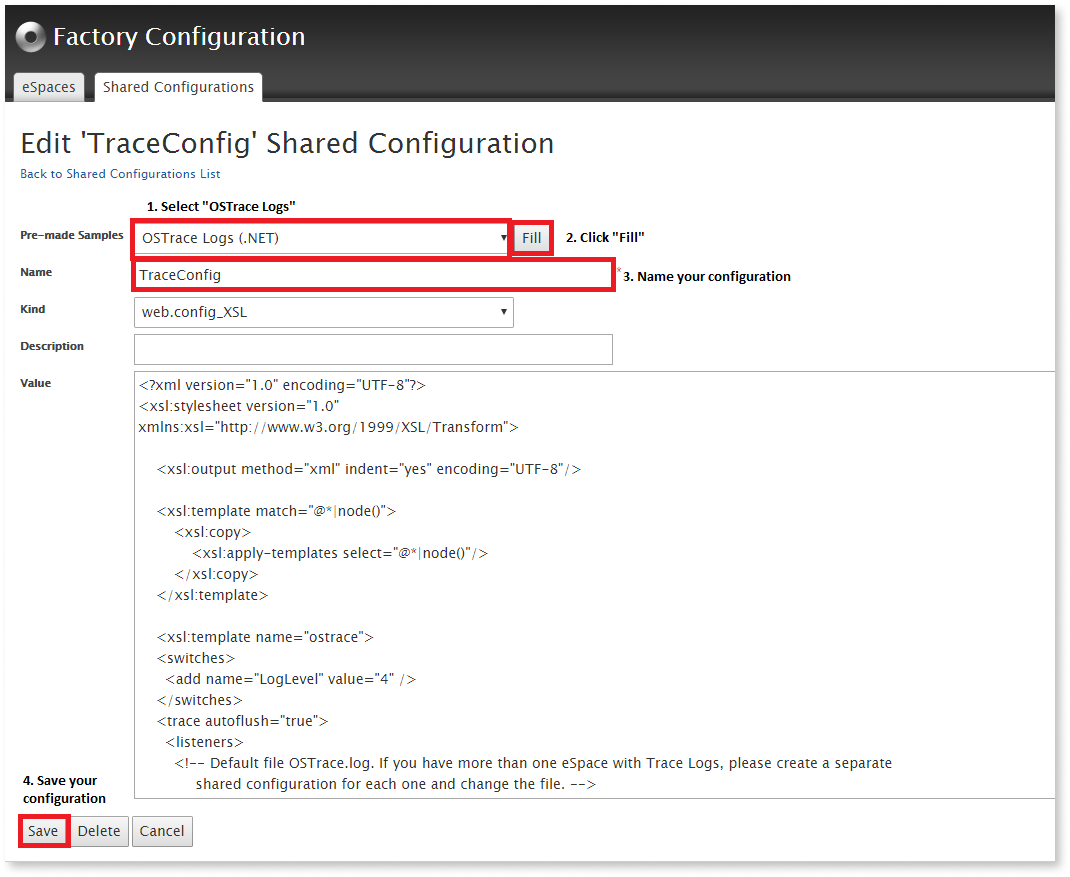 Factory Configuration
eSpaces Shared Configurations
Edit 'TraceConfig' Shared Configuration
Back to Shared Configurations List
1. Select "OSTrace Logs"
Pre-made Samples OSTrace Logs (.NET) Fill 2. Click "Fill"
Name TraceConfig * 3. Name your configuration
Kind web.config_XSL
Description
Value
<?xml version="1.0" encoding="UTF-8"?>
<xsl:stylesheet version="1.0"
xmlns:xsl="http://www.w3.org/1999/XSL/Transform">
<xsl:output method="xml" indent="yes" encoding="UTF-8"/>
<xsl:template match="@*|node()">
<xsl:copy>
<xsl:apply-templates select="@*|node()"/>
</xsl:copy>
</xsl:template>
<xsl:template name="ostrace">
<switches>
<add name="LogLevel" value="4" />
</switches>
<trace autoflush="true">
<listeners>
<!-- Default file OSTrace.log. If you have more than one eSpace with Trace Logs, please create a separate
shared configuration for each one and change the file. -->
4. Save your
configuration
Save Delete Cancel